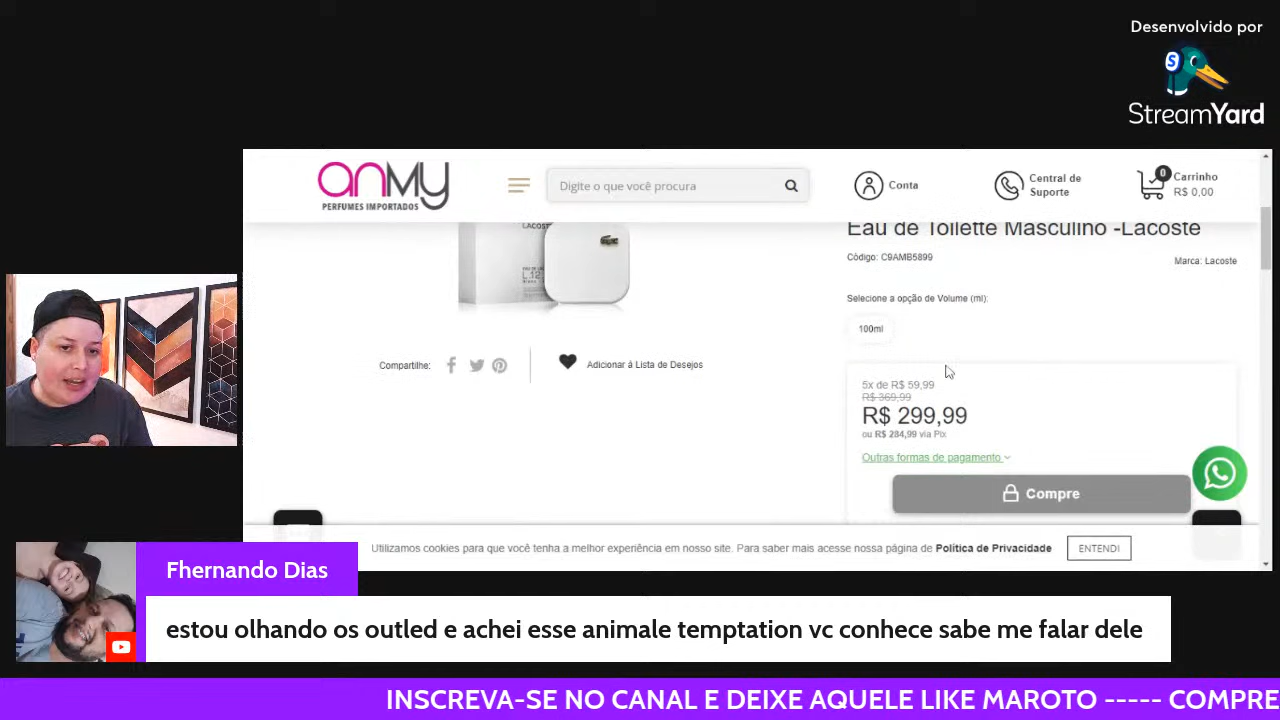 Desenvolvido por
StreamYard
anMy
PERFUMES IMPORTADOS
Digite o que você procura
Conta
Central de
Suporte
0
Carrinho
R$ 0,00
LACOSTE
L.12
Eau de Toilette Masculino -Lacoste
Código: C9AMB5899
Marca: Lacoste
Selecione a opção de Volume (ml):
100ml
Compartilhe:
Adicionar á Lista de Desejos
5x de R$ 59,99
R$ 369,99
R$ 299,99
ou R$ 284,99 via Pix
Outras formas de pagamento
Compre
Utilizamos cookies para que você tenha a melhor experiência em nosso site. Para saber mais acesse nossa página de Política de Privacidade
ENTENDI
Fhernando Dias
estou olhando os outled e achei esse animale temptation vc conhece sabe me falar dele
INSCREVA-SE NO CANAL E DEIXE AQUELE LIKE MAROTO ----- COMPRE